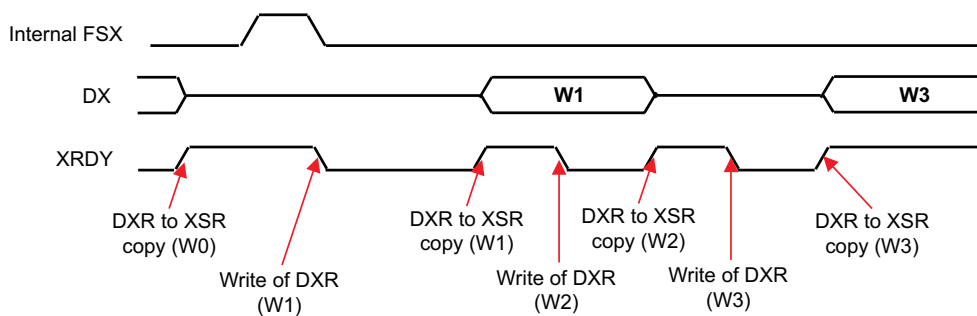 Internal FSX
DX
W1
W3
XRDY
DXR to XSR
copy (W0)
Write of DXR
(W1)
DXR to XSR
copy (W1)
Write of DXR
(W2)
DXR to XSR
copy (W2)
Write of DXR
(W3)
DXR to XSR
copy (W3)